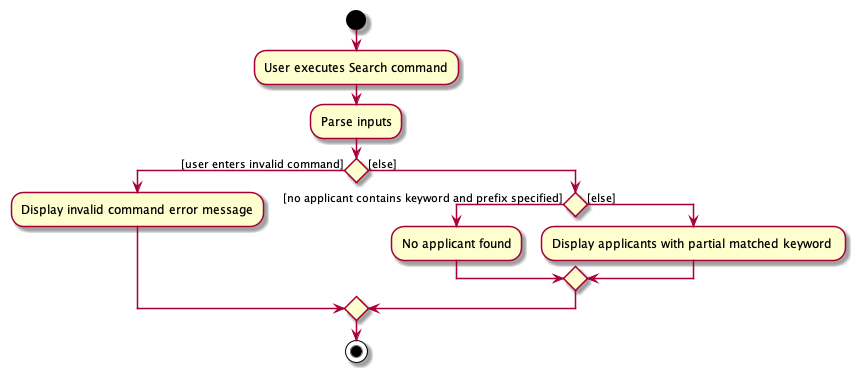 User executes Search command
Parse inputs
[user enters invalid command]
[else]
Display invalid command error message
[no applicant contains keyword and prefix specified]
[else]
No applicant found
Display applicants with partial matched keyword